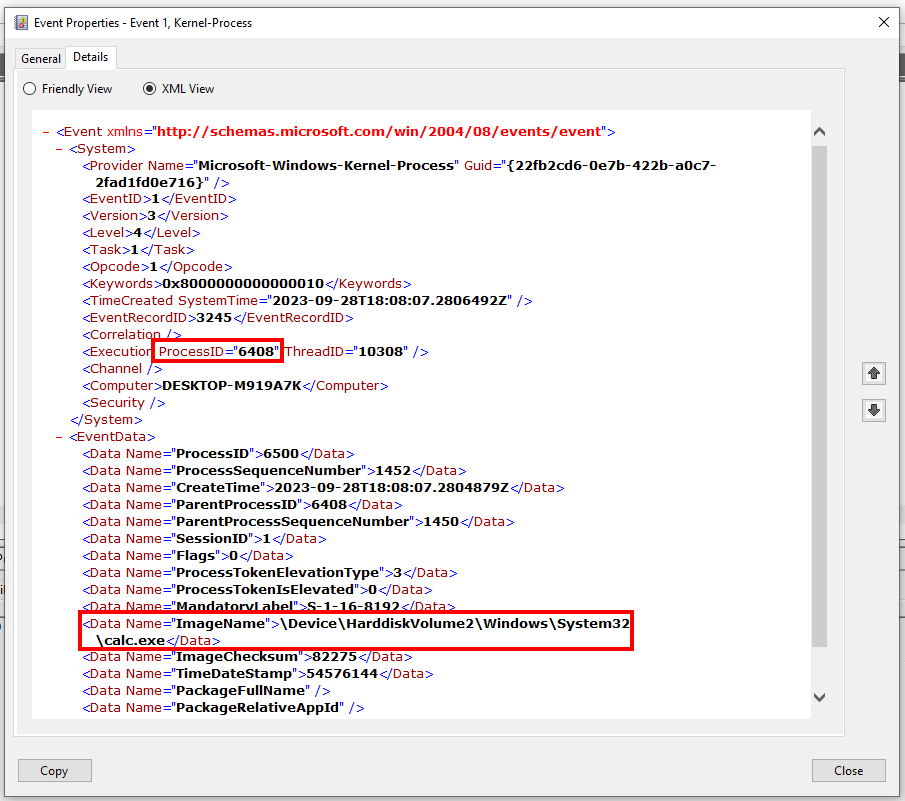 Event Properties - Event 1, Kernel-Process
General Details
Friendly View XML View
- <Event xmlns="http://schemas.microsoft.com/win/2004/08/events/event">
- <System>
<Provider Name="Microsoft-Windows-Kernel-Process" Guid="{22fb2cd6-0e7b-422b-a0c7-
2fad1fd0e716}" />
<EventID>1</EventID>
<Version>3</Version>
<Level>4</Level>
<Task>1</Task>
<Opcode>1</Opcode>
<Keywords>0x8000000000000010</Keywords>
<TimeCreated SystemTime="2023-09-28T18:08:07.2806492Z" />
<EventRecordID>3245</EventRecordID>
<Correlation />
<Execution ProcessID="6408" ThreadID="10308" />
<Channel />
<Computer>DESKTOP-M919A7K</Computer>
<Security />
</System>
- <EventData>
<Data Name="ProcessID">6500</Data>
<Data Name="ProcessSequenceNumber">1452</Data>
<Data Name="CreateTime">2023-09-28T18:08:07.2804879Z</Data>
<Data Name="ParentProcessID">6408</Data>
<Data Name="ParentProcessSequenceNumber">1450</Data>
<Data Name="SessionID">1</Data>
<Data Name="Flags">0</Data>
<Data Name="ProcessTokenElevationType">3</Data>
<Data Name="ProcessTokenIsElevated">0</Data>
<Data Name="MandatoryLabel">S-1-16-8192</Data>
<Data Name="ImageName">\Device\HarddiskVolume2\Windows\System32
\calc.exe</Data>
<Data Name="ImageChecksum">82275</Data>
<Data Name="TimeDateStamp">54576144</Data>
<Data Name="PackageFullName" />
<Data Name="PackageRelativeAppId" />
Copy Close